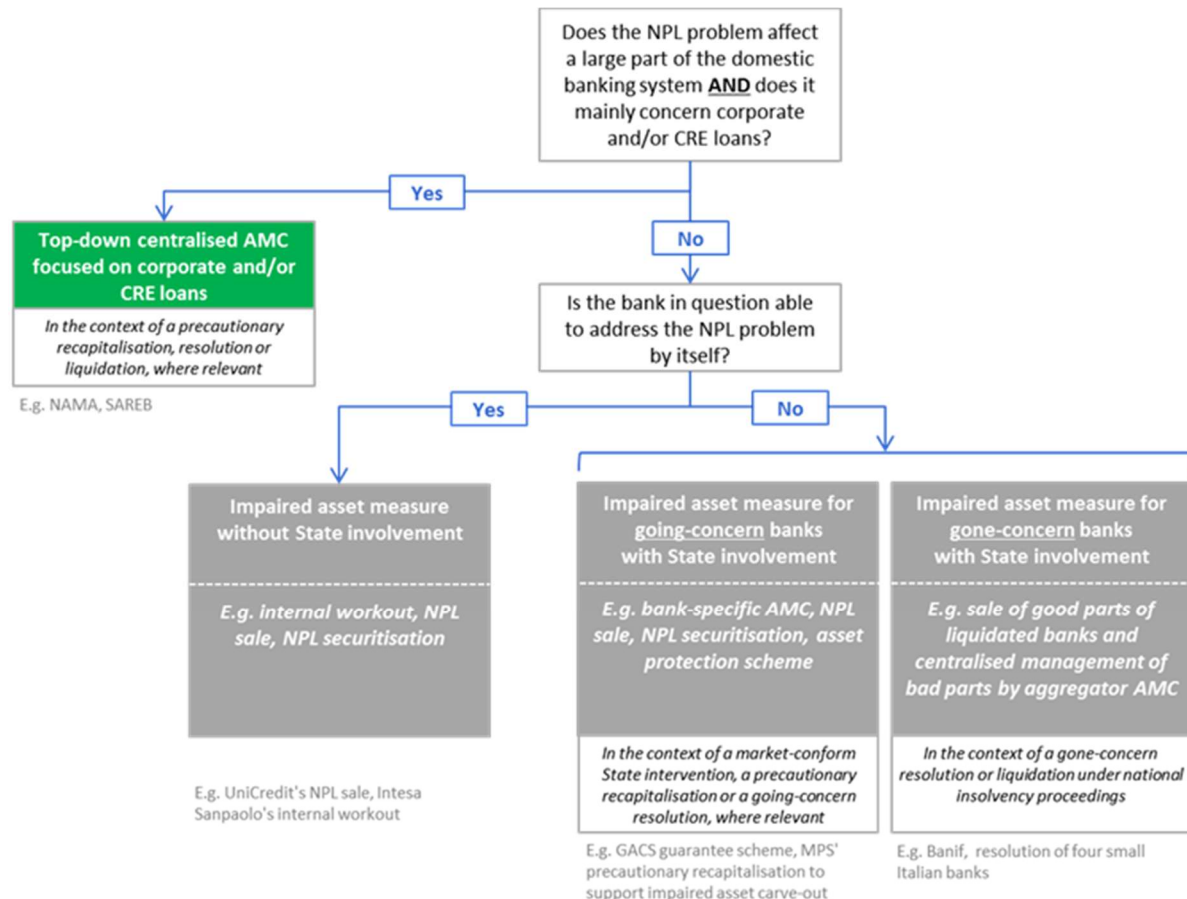 Does the NPL problem affect
a large part of the domestic
banking system AND does it
mainly concern corporate
and/or CRE loans?
Yes
No
Top-down centralised AMC
focused on corporate and/or
CRE loans
In the context of a precautionary
recapitalisation, resolution or
liquidation, where relevant
E.g. NAMA, SAREB
Is the bank in question able
to address the NPL problem
by itself?
Yes
No
Impaired asset measure
without State involvement
E.g. internal workout, NPL
sale, NPL securitisation
E.g. UniCredit's NPL sale, Intesa
Sanpaolo's internal workout
Impaired asset measure for
going-concern banks
with State involvement
E.g. bank-specific AMC, NPL
sale, NPL securitisation, asset
protection scheme
In the context of a market-conform
State intervention, a precautionary
recapitalisation or a going-concern
resolution, where relevant
E.g. GACS guarantee scheme, MPS'
precautionary recapitalisation to
support impaired asset carve-out
Impaired asset measure for
gone-concern banks
with State involvement
E.g. sale of good parts of
liquidated banks and
centralised management of
bad parts by aggregator AMC
In the context of a gone-concern
resolution or liquidation under national
insolvency proceedings
E.g. Banif, resolution of four small
Italian banks